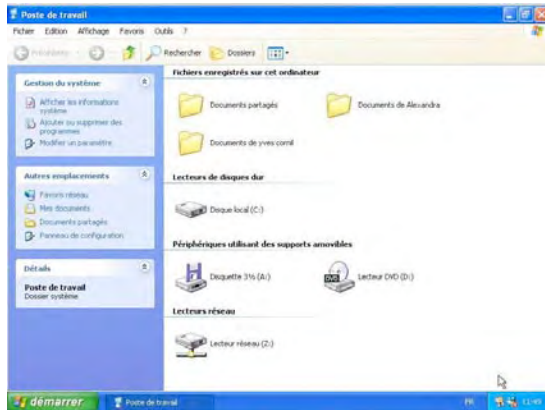 Poste de travail
Fichier Edition Affichage Favoris Outils ?
Précédente Rechercher Dossiers
Gestion du système
Afficher les informations
système
Ajouter ou supprimer des
programmes
Modifier un paramètre
Autres emplacements
Favoris réseau
Mes documents
Documents partagés
Panneau de configuration
Détails
Poste de travail
Dossier système
Fichiers enregistrés sur cet ordinateur
Documents partagés
Documents de Alexandra
Documents de yves cornil
Lecteurs de disques dur
Disque local (C:)
Périphériques utilisant des supports amovibles
Disquette 3½ (A:)
DVD
Lecteur DVD (D:)
Lecteurs réseau
Lecteur réseau (Z:)
démarrer
Poste de travail
FR